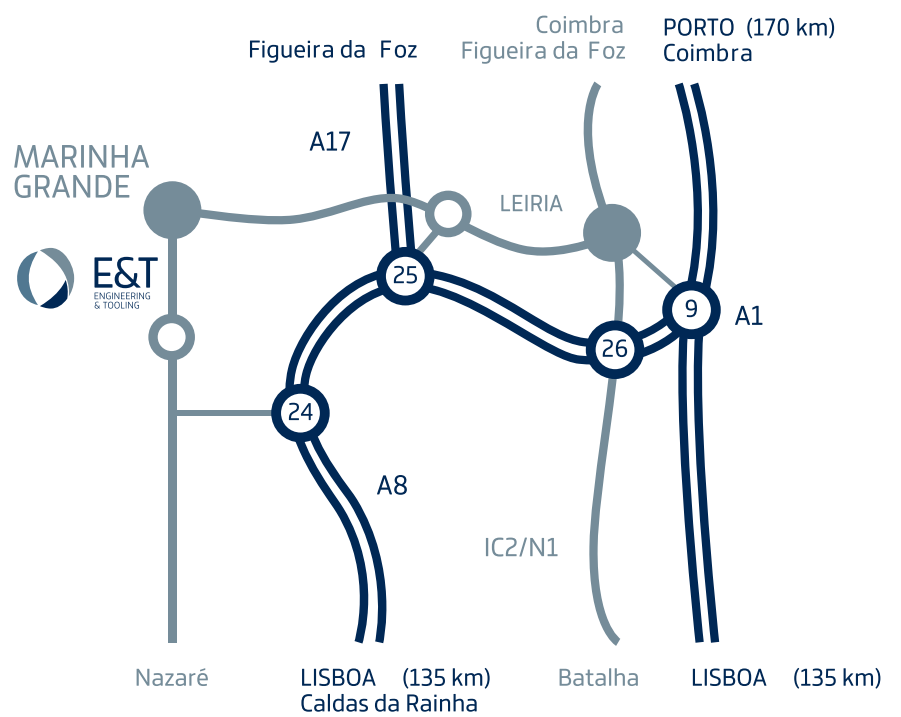 Coimbra
Figueira da Foz
PORTO (170 km)
Coimbra
Figueira da Foz
A17
MARINHA
GRANDE
LEIRIA
E&T
ENGINEERING
& TOOLING
25
9
A1
26
24
A8
IC2/N1
Nazaré
LISBOA (135 km)
Caldas da Rainha
Batalha
LISBOA (135 km)